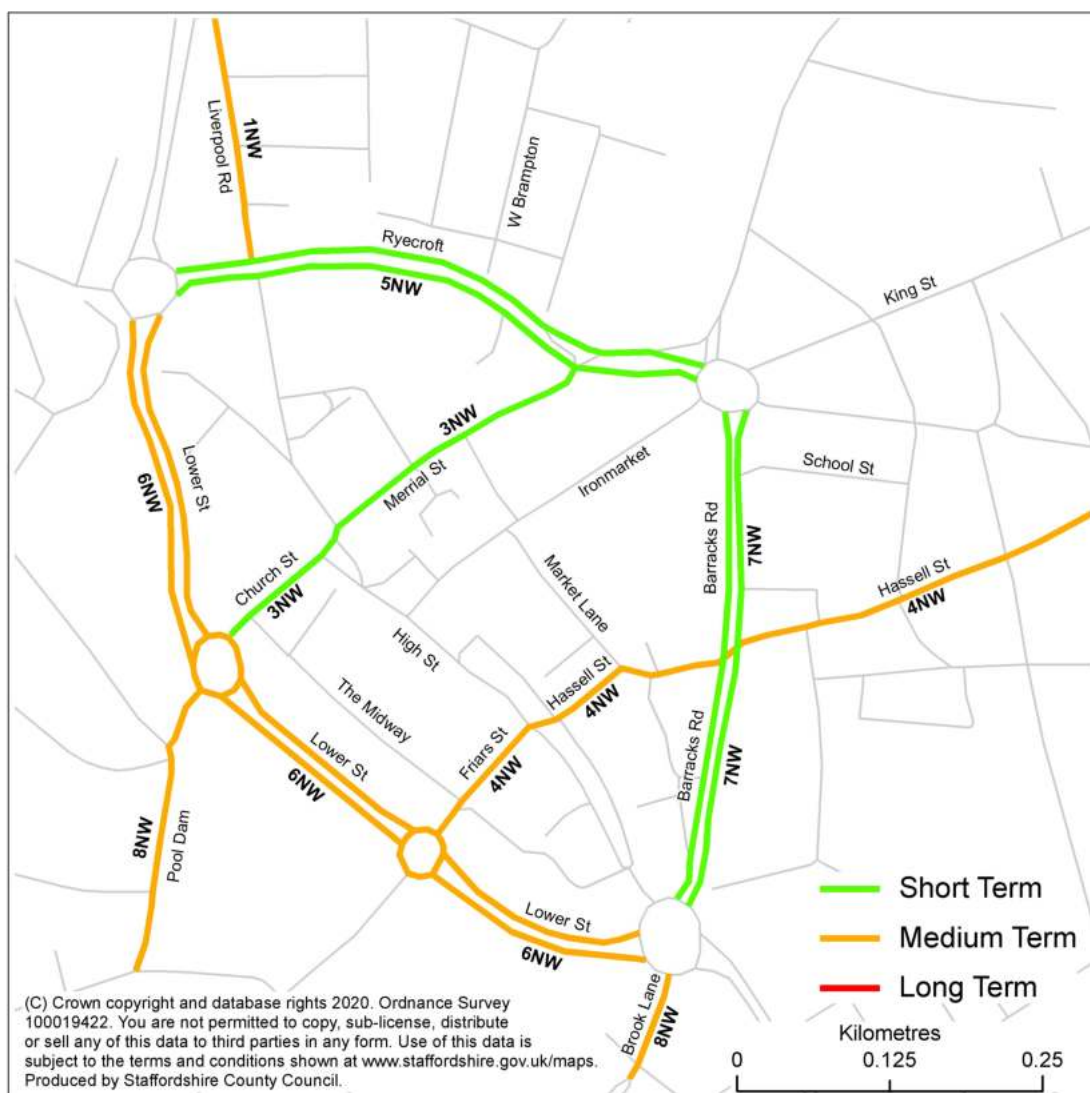 1NW
Liverpool Rd
W Brampton
Ryecroft
5NW
King St
3NW
Merrial St
Ironmarket
School St
6NW
Lower St
Barracks Rd
7NW
Church St
3NW
Market Lane
Hassell St
4NW
High St
Hassell St
4NW
The Midway
Friars St
4NW
Barracks Rd
7NW
Lower St
6NW
8NW
Pool Dam
Lower St
6NW
Brook Lane
8NW
Short Term
Medium Term
Long Term
Kilometres
0 0.125 0.25
(C) Crown copyright and database rights 2020. Ordnance Survey
100019422. You are not permitted to copy, sub-license, distribute
or sell any of this data to third parties in any form. Use of this data is
subject to the terms and conditions shown at www.staffordshire.gov.uk/maps.
Produced by Staffordshire County Council.